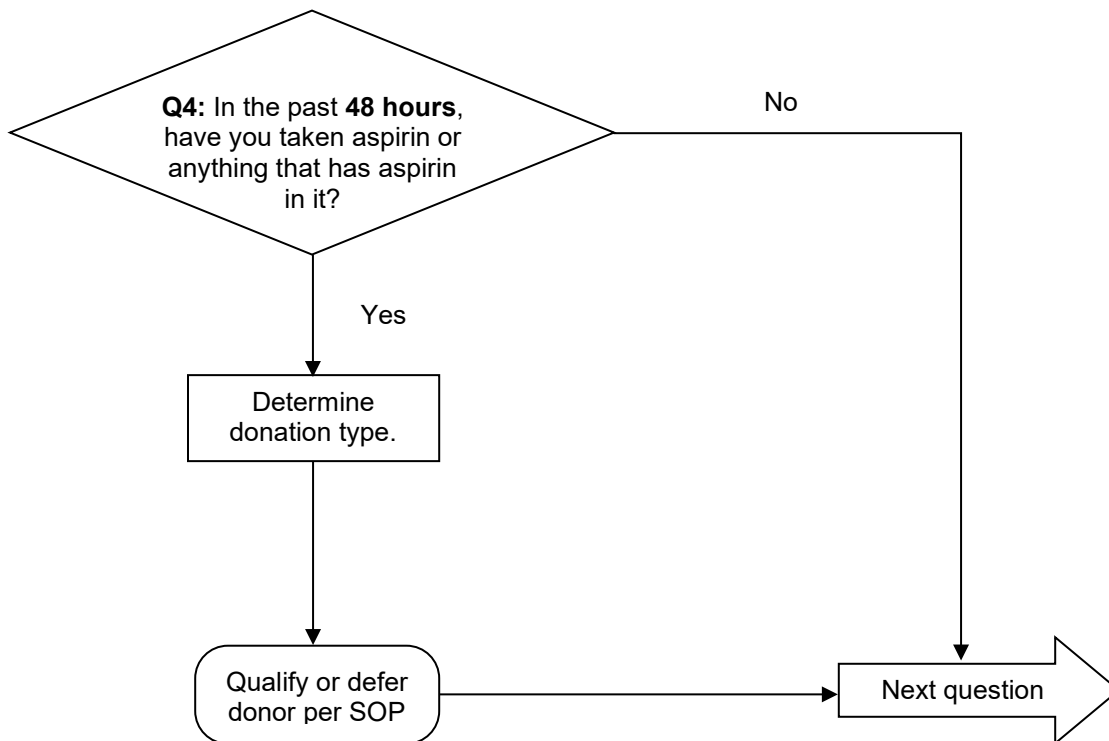 Q4: In the past 48 hours,
have you taken aspirin or
anything that has aspirin
in it?
No
Yes
Determine
donation type.
Qualify or defer
donor per SOP
Next question